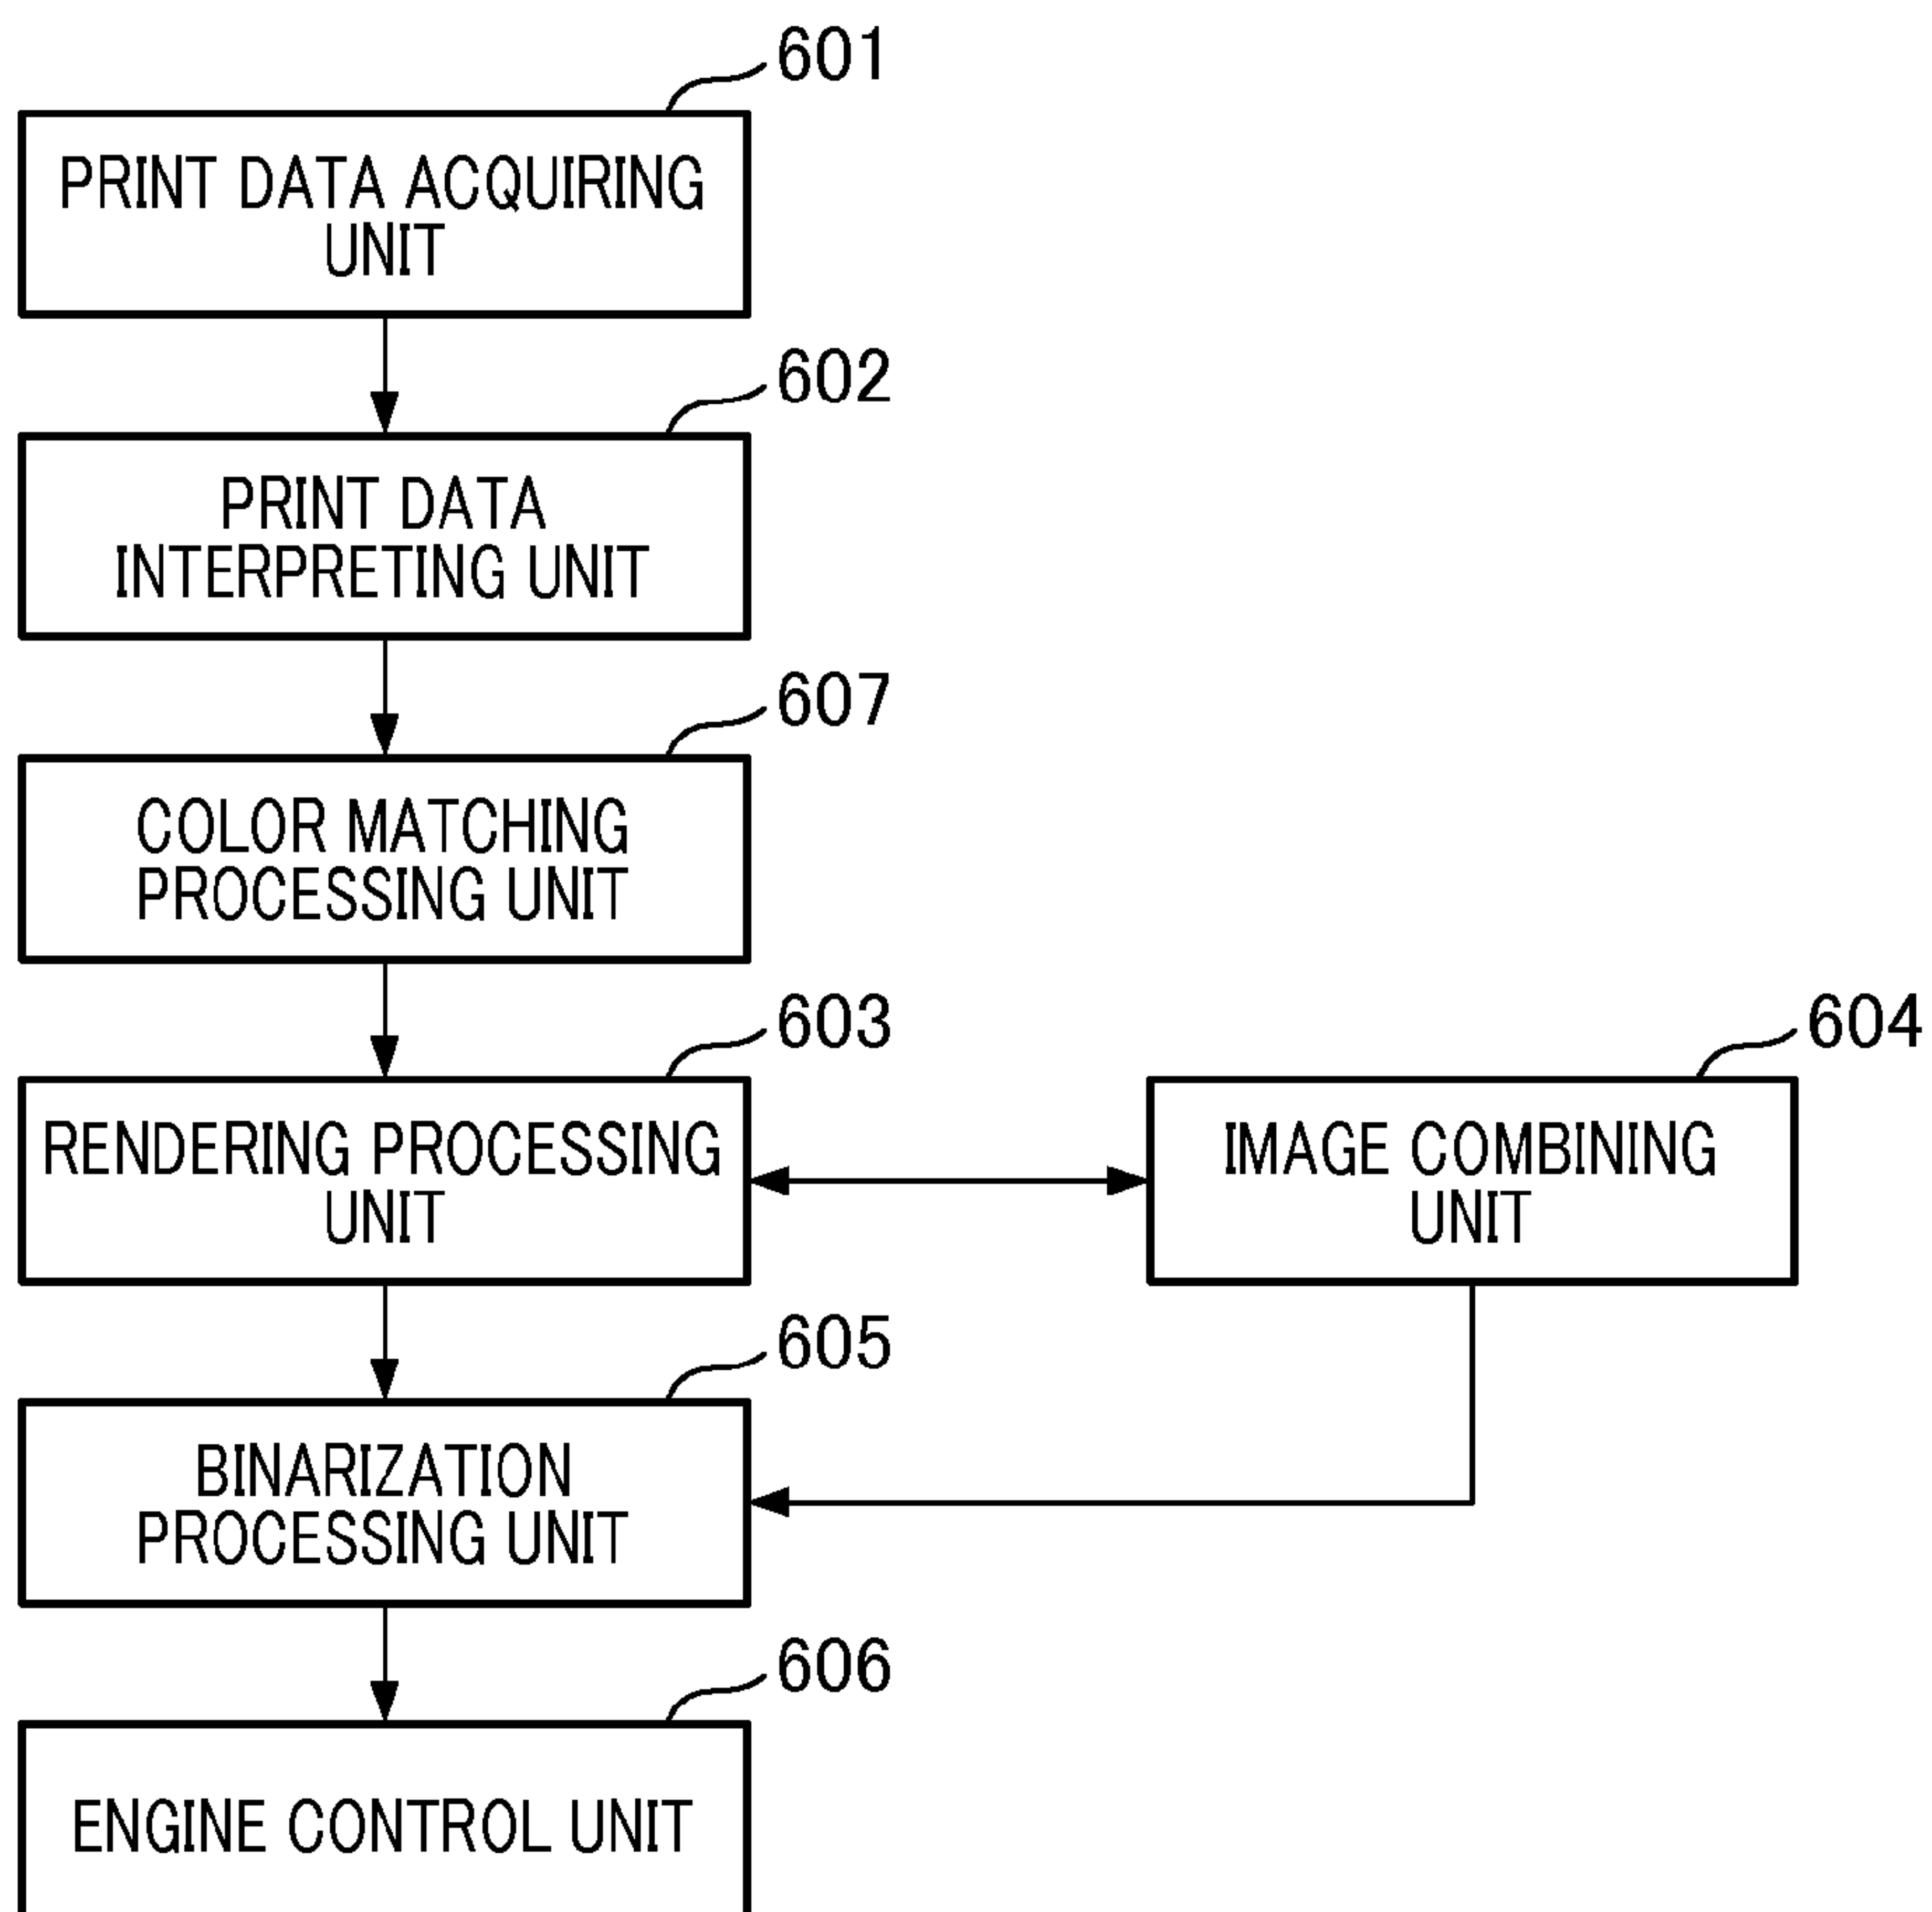 601
PRINT DATA ACQUIRING
UNIT
602
PRINT DATA
INTERPRETING UNIT
607
COLOR MATCHING
PROCESSING UNIT
603
RENDERING PROCESSING
UNIT
604
IMAGE COMBINING
UNIT
605
BINARIZATION
PROCESSING UNIT
606
ENGINE CONTROL UNIT